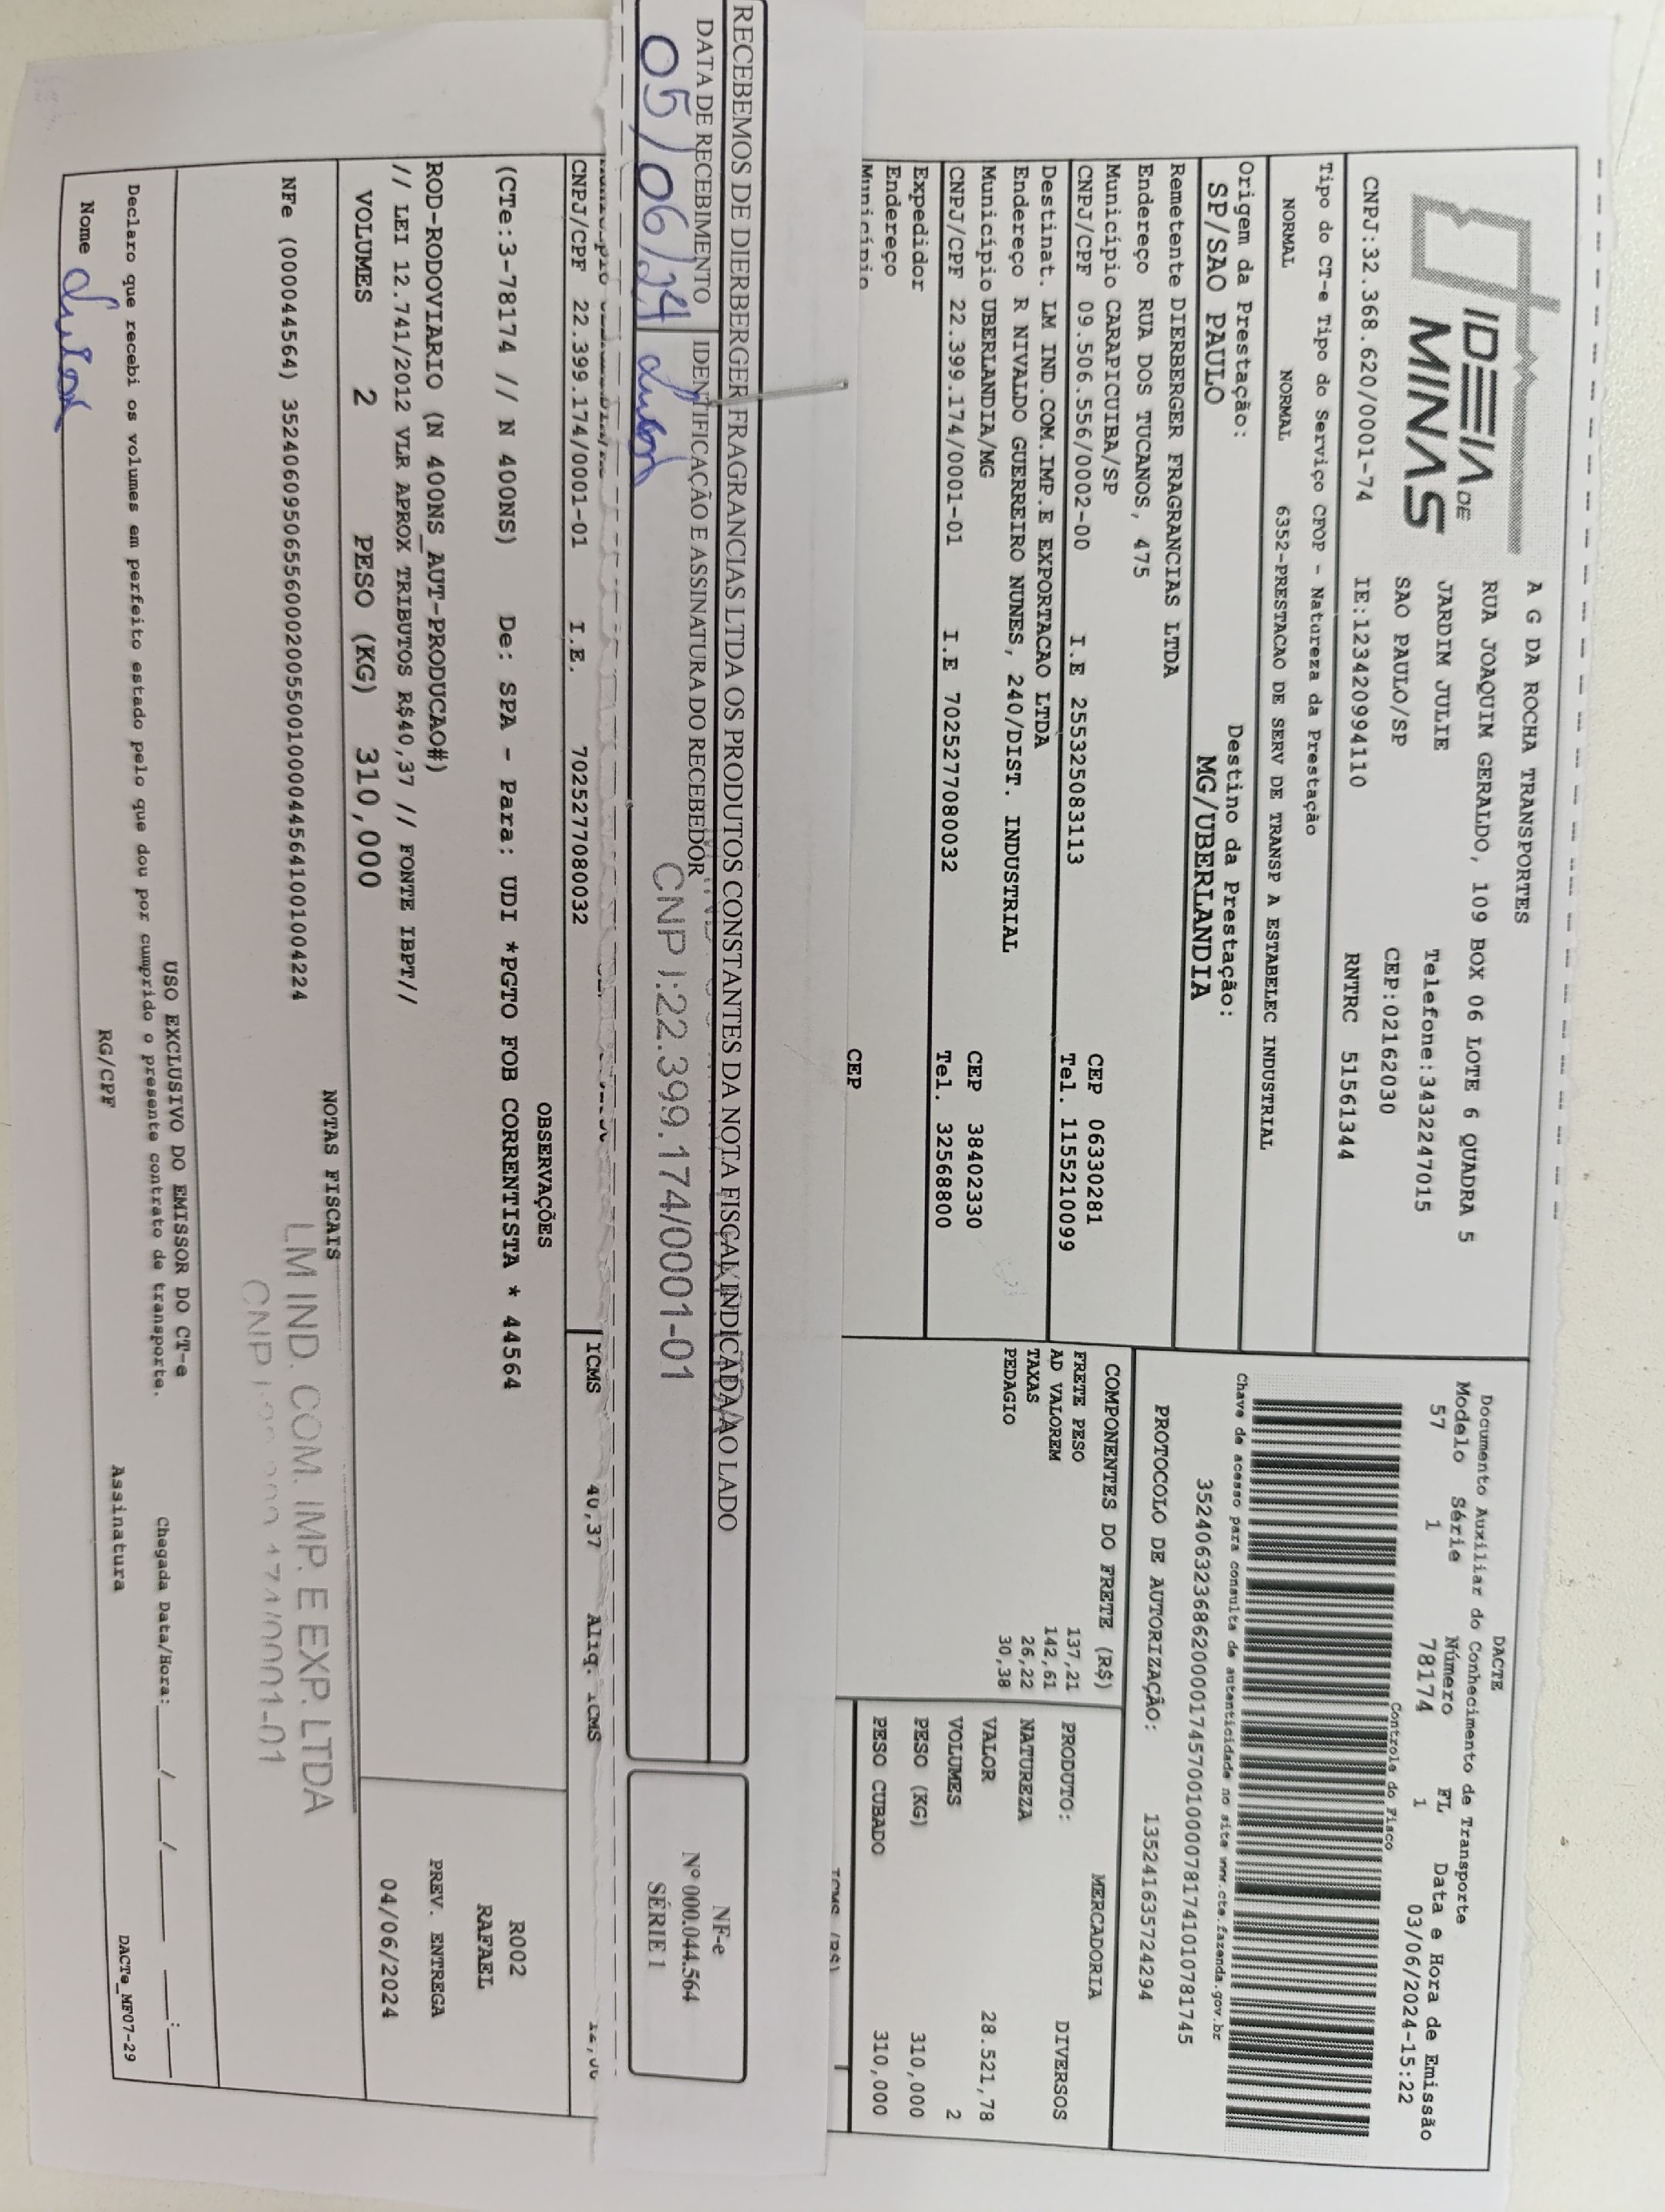 IDEIA DE
MINAS
A G DA ROCHA TRANSPORTES
RUA JOAQUIM GERALDO, 109 BOX 06 LOTE 6 QUADRA 5
JARDIM JULIE Telefone:3432247015
SAO PAULO/SP CEP:02162030
CNPJ:32.368.620/0001-74 IE:123420994110 RNTRC 51561344
DACTE
Documento Auxiliar do Conhecimento de Transporte
Modelo Série Número FL Data e Hora de Emissão
57 1 78174 1 03/06/2024-15:22
Controle do Fisco
Chave de acesso para consulta de autenticidade no site www.cte.fazenda.gov.br
35240632368620000174570010000781741010781745
PROTOCOLO DE AUTORIZAÇÃO: 135241635724294
Tipo do CT-e Tipo do Serviço CFOP - Natureza da Prestação
NORMAL NORMAL 6352-PRESTACAO DE SERV DE TRANSP A ESTABELEC INDUSTRIAL
Origem da Prestação: Destino da Prestação:
SP/SAO PAULO MG/UBERLANDIA
Remetente DIERBERGER FRAGRANCIAS LTDA
Endereço RUA DOS TUCANOS, 475
Município CARAPICUIBA/SP CEP 06330281
CNPJ/CPF 09.506.556/0002-00 I.E 255325083113 Tel. 1155210099
Destinat. LM IND.COM.IMP.E EXPORTACAO LTDA
Endereço R NIVALDO GUERREIRO NUNES, 240/DIST. INDUSTRIAL
Município UBERLANDIA/MG CEP 38402330
CNPJ/CPF 22.399.174/0001-01 I.E 7025277080032 Tel. 32568800
Expedidor
Endereço
Município CEP
COMPONENTES DO FRETE (R$)
FRETE PESO 137,21
AD VALOREM 142,61
TAXAS 26,22
PEDAGIO 30,38
MERCADORIA
PRODUTO: DIVERSOS
NATUREZA
VALOR 28.521,78
VOLUMES 2
PESO (KG) 310,000
PESO CUBADO 310,000
ICMS (R$)
RECEBEMOS DE DIERBERGER FRAGRANCIAS LTDA OS PRODUTOS CONSTANTES DA NOTA FISCAL INDICADA AO LADO
DATA DE RECEBIMENTO IDENTIFICAÇÃO E ASSINATURA DO RECEBEDOR
05/06/24
CNPJ:22.399.174/0001-01
NF-e
Nº 000.044.564
SÉRIE 1
CNPJ/CPF 22.399.174/0001-01 I.E. 7025277080032
ICMS 40,37 Aliq. ICMS
OBSERVAÇÕES
(CTe:3-78174 // N 400NS) De: SPA - Para: UDI *PGTO FOB CORRENTISTA * 44564
ROD-RODOVIARIO (N 400NS_AUT-PRODUCAO#)
// LEI 12.741/2012 VLR APROX TRIBUTOS R$40,37 // FONTE IBPT//
VOLUMES 2 PESO (KG) 310,000
R002
RAFAEL
PREV. ENTREGA
04/06/2024
NOTAS FISCAIS
NFe (000044564) 35240609506556000200550010000445641001004224
LM IND. COM. IMP. E EXP. LTDA
USO EXCLUSIVO DO EMISSOR DO CT-e
Declaro que recebi os volumes em perfeito estado pelo que dou por cumprido o presente contrato de transporte.
Chegada Data/Hora:____/____/______ ____:____
Nome RG/CPF Assinatura
DACTe_MF07-29